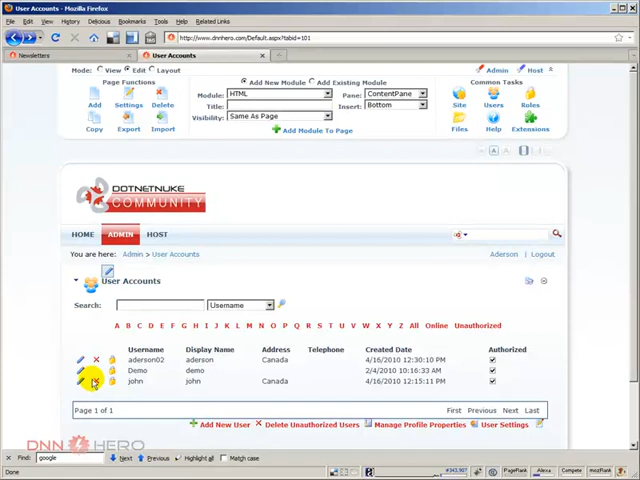 User Accounts - Mozilla Firefox
File Edit View History Delicious Bookmarks Tools Help Related Links
http://www.dnnhero.com/Default.aspx?tabid=101
Newsletters
User Accounts
Mode: View Edit Layout
Add New Module Add Existing Module
Admin Host
Page Functions
Common Tasks
Module: HTML
Pane: ContentPane
Title:
Insert: Bottom
Visibility: Same As Page
Add Module To Page
Add Settings Delete
Copy Export Import
Site Users Roles
Files Help Extensions
DOTNETNUKE
COMMUNITY
HOME ADMIN HOST
You are here: Admin > User Accounts
Aderson | Logout
User Accounts
Search: Username
A B C D E F G H I J K L M N O P Q R S T U V W X Y Z All Online Unauthorized
Username Display Name Address Telephone Created Date Authorized
aderson02 aderson Canada 4/16/2010 12:30:10 PM
Demo demo 2/4/2010 10:16:33 AM
john john Canada 4/16/2010 12:15:11 PM
Page 1 of 1
First Previous Next Last
Add New User Delete Unauthorized Users Manage Profile Properties User Settings
DNN HERO
Find: google Next Previous Highlight all Match case
Done
#343,907 PageRank Alexa Compete mozRank